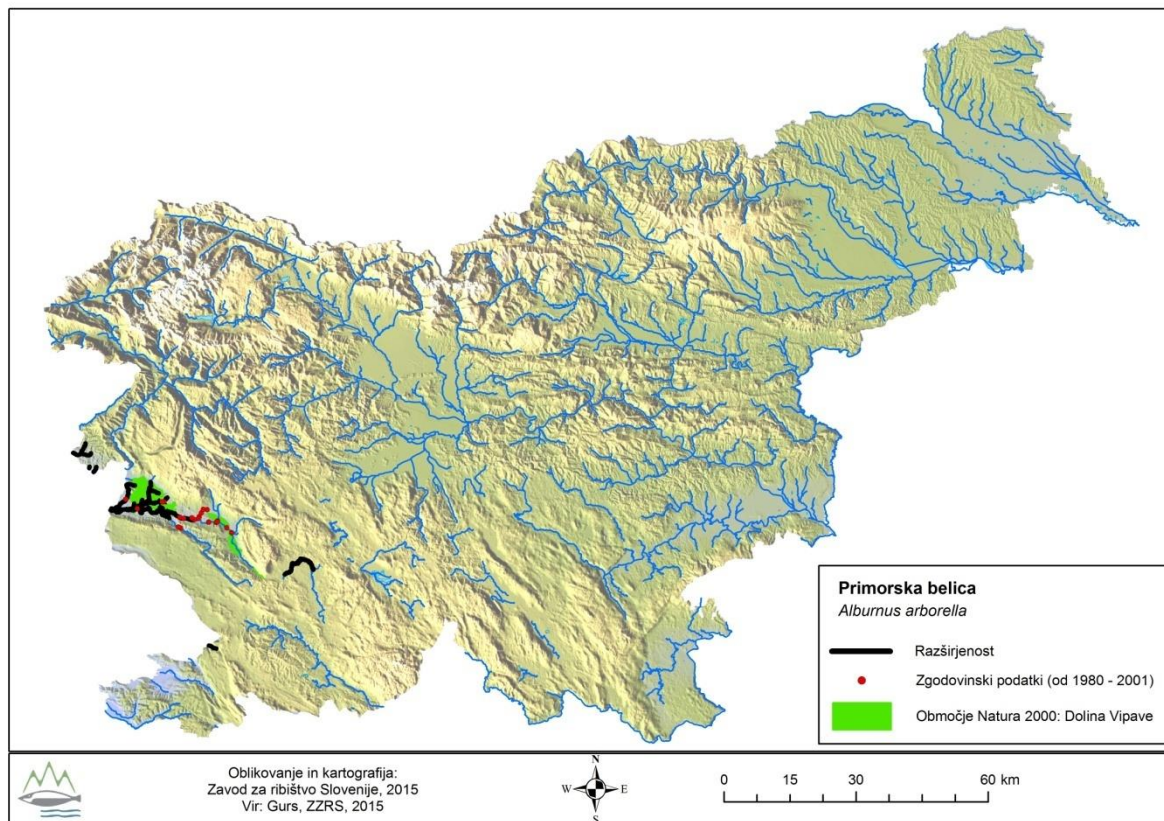 Primorska belica
Alburnus arborella
Razširjenost
Zgodovinski podatki (od 1980 - 2001)
Območje Natura 2000: Dolina Vipave
Oblikovanje in kartografija:
Zavod za ribištvo Slovenije, 2015
Vir: Gurs, ZZRS, 2015
N
W E
S
0 15 30 60 km